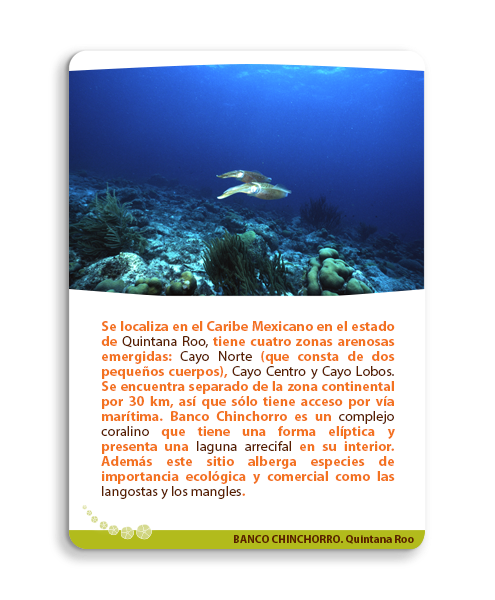 Se localiza en el Caribe Mexicano en el estado
de Quintana Roo, tiene cuatro zonas arenosas
emergidas: Cayo Norte (que consta de dos
pequeños cuerpos), Cayo Centro y Cayo Lobos.
Se encuentra separado de la zona continental
por 30 km, así que sólo tiene acceso por vía
marítima. Banco Chinchorro es un complejo
coralino que tiene una forma elíptica y
presenta una laguna arrecifal en su interior.
Además este sitio alberga especies de
importancia ecológica y comercial como las
langostas y los mangles.
BANCO CHINCHORRO. Quintana Roo